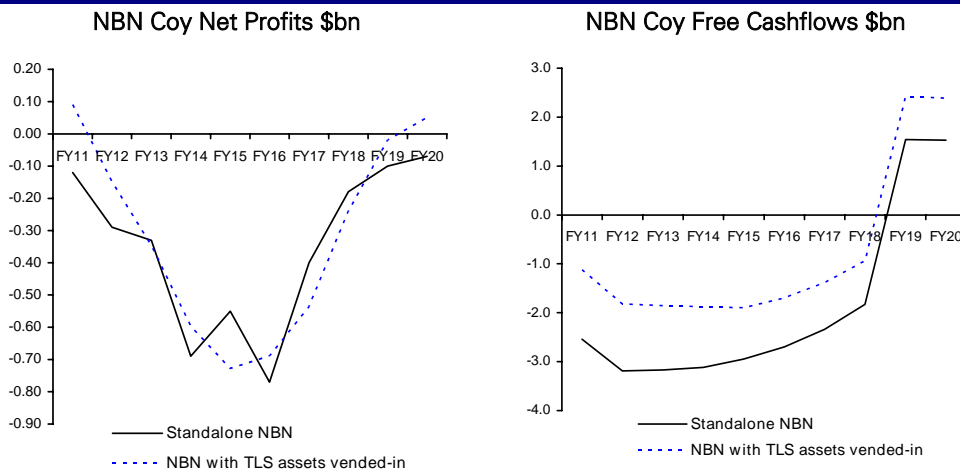 NBN Coy Net Profits $bn
0.20
0.10
0.00
-0.10
-0.20
-0.30
-0.40
-0.50
-0.60
-0.70
-0.80
-0.90
FY11 FY12 FY13 FY14 FY15 FY16 FY17 FY18 FY19 FY20
Standalone NBN
NBN with TLS assets vended-in
NBN Coy Free Cashflows $bn
3.0
2.0
1.0
0.0
-1.0
-2.0
-3.0
-4.0
FY11 FY12 FY13 FY14 FY15 FY16 FY17 FY18 FY19 FY20
Standalone NBN
NBN with TLS assets vended-in